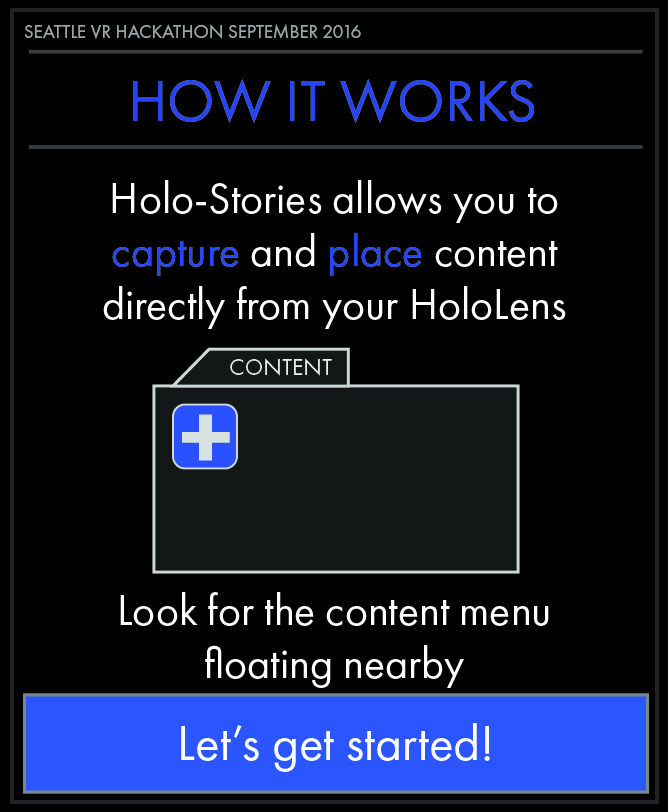 SEATTLE VR HACKATHON SEPTEMBER 2016
HOW IT WORKS
Holo-Stories allows you to
capture and place content
directly from your HoloLens
CONTENT
Look for the content menu
floating nearby
Let’s get started!